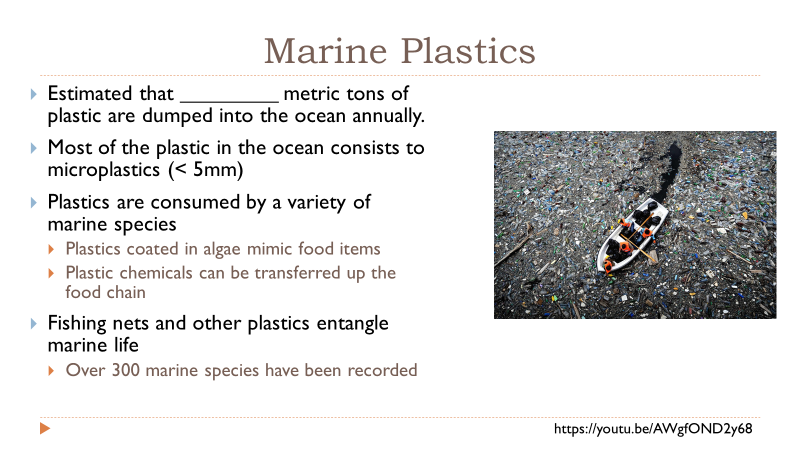 Marine Plastics
Estimated that _________ metric tons of
plastic are dumped into the ocean annually.
Most of the plastic in the ocean consists to
microplastics (< 5mm)
Plastics are consumed by a variety of
marine species
Plastics coated in algae mimic food items
Plastic chemicals can be transferred up the
food chain
Fishing nets and other plastics entangle
marine life
Over 300 marine species have been recorded
https://youtu.be/AWgfOND2y68